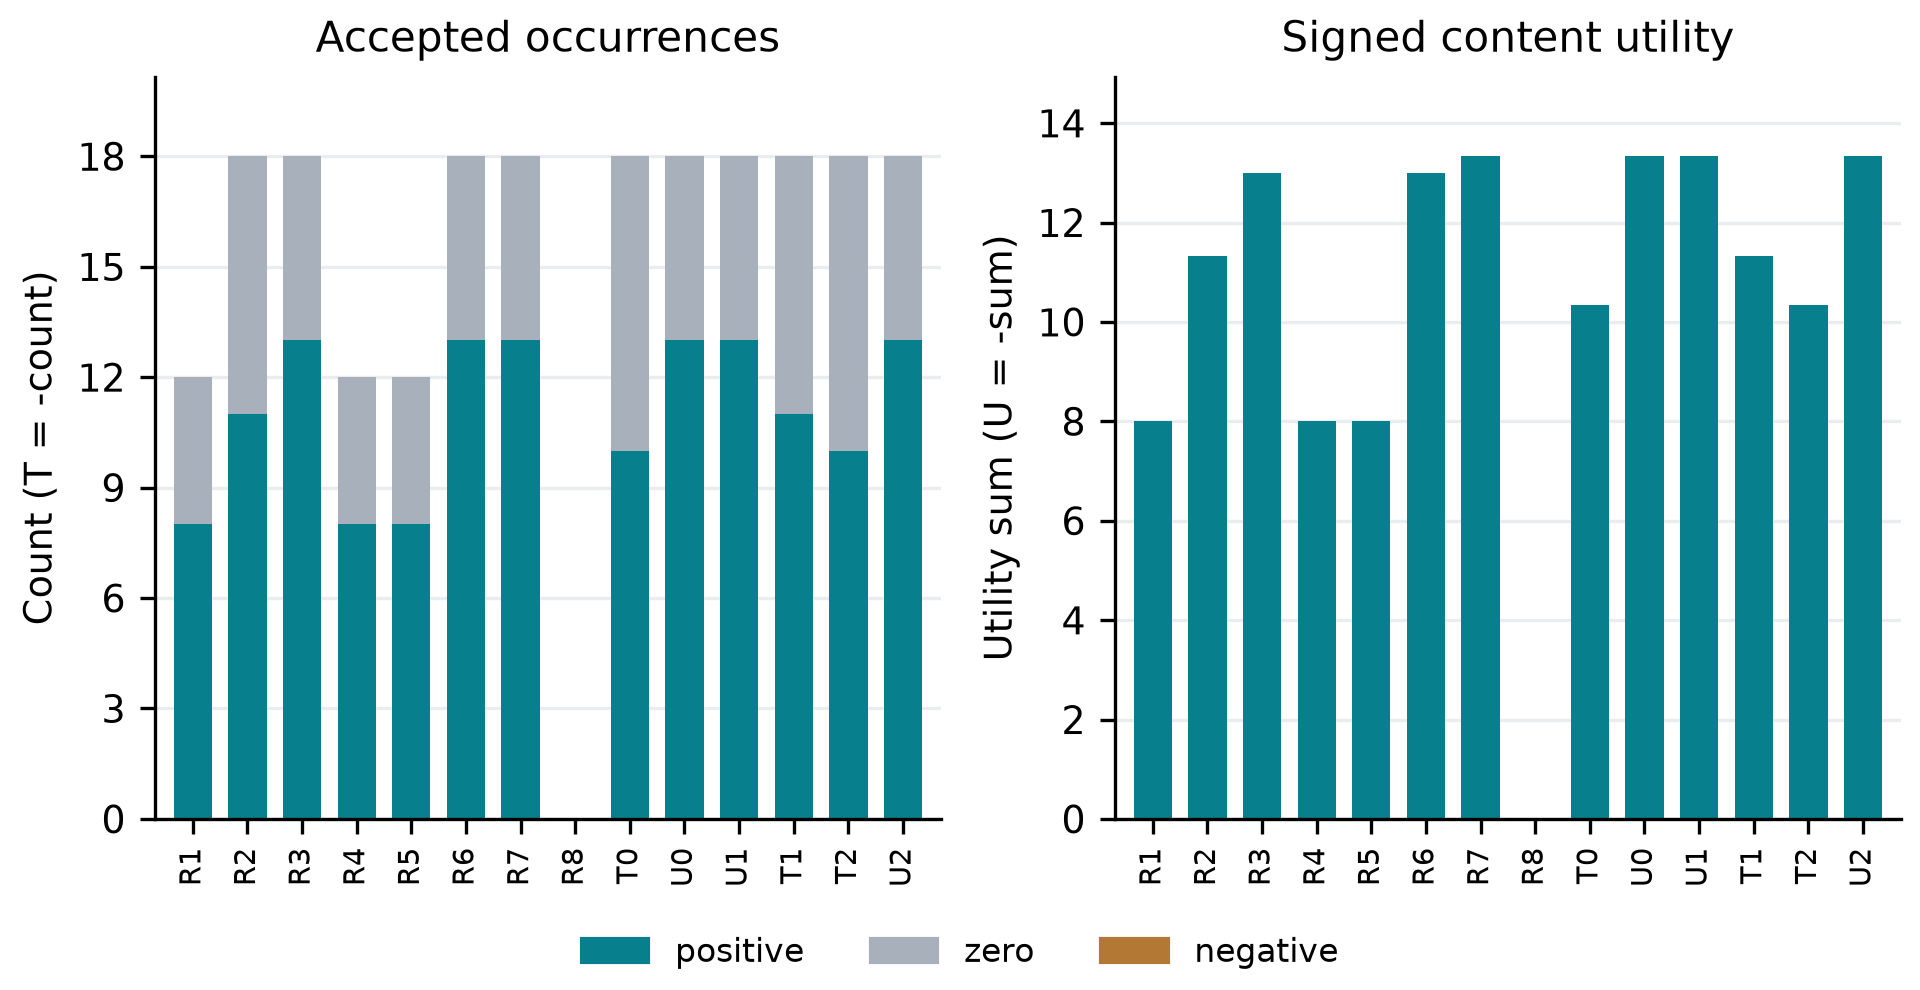 Accepted occurrences
Count (T = -count)
18
15
12
9
6
3
0
R1 R2 R3 R4 R5 R6 R7 R8 T0 U0 U1 T1 T2 U2
Signed content utility
Utility sum (U = -sum)
14
12
10
8
6
4
2
0
R1 R2 R3 R4 R5 R6 R7 R8 T0 U0 U1 T1 T2 U2
positive zero negative